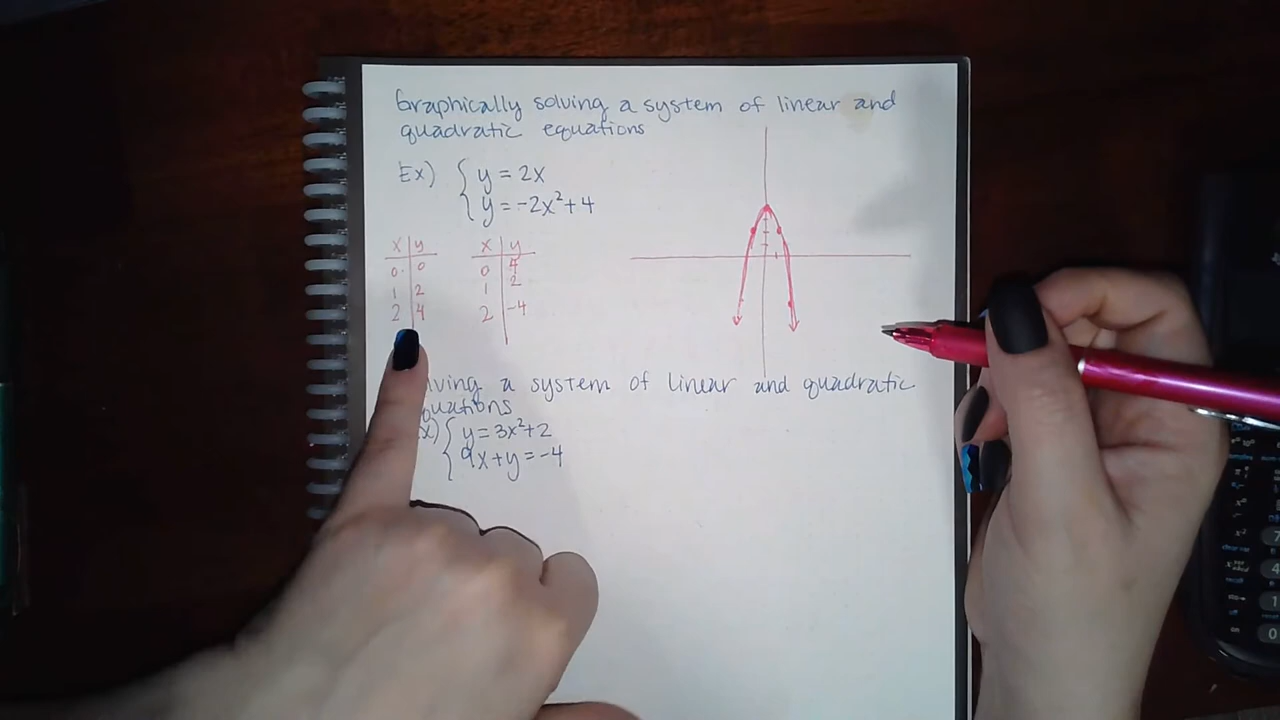 Graphically solving a system of linear and
quadratic equations
Ex) { y = 2x
y = -2x²+4
x y x y
0 0 0 4
1 2 1 2
2 4 2 -4
a system of linear and quadratic
y = 3x²+2
9x+y = -4